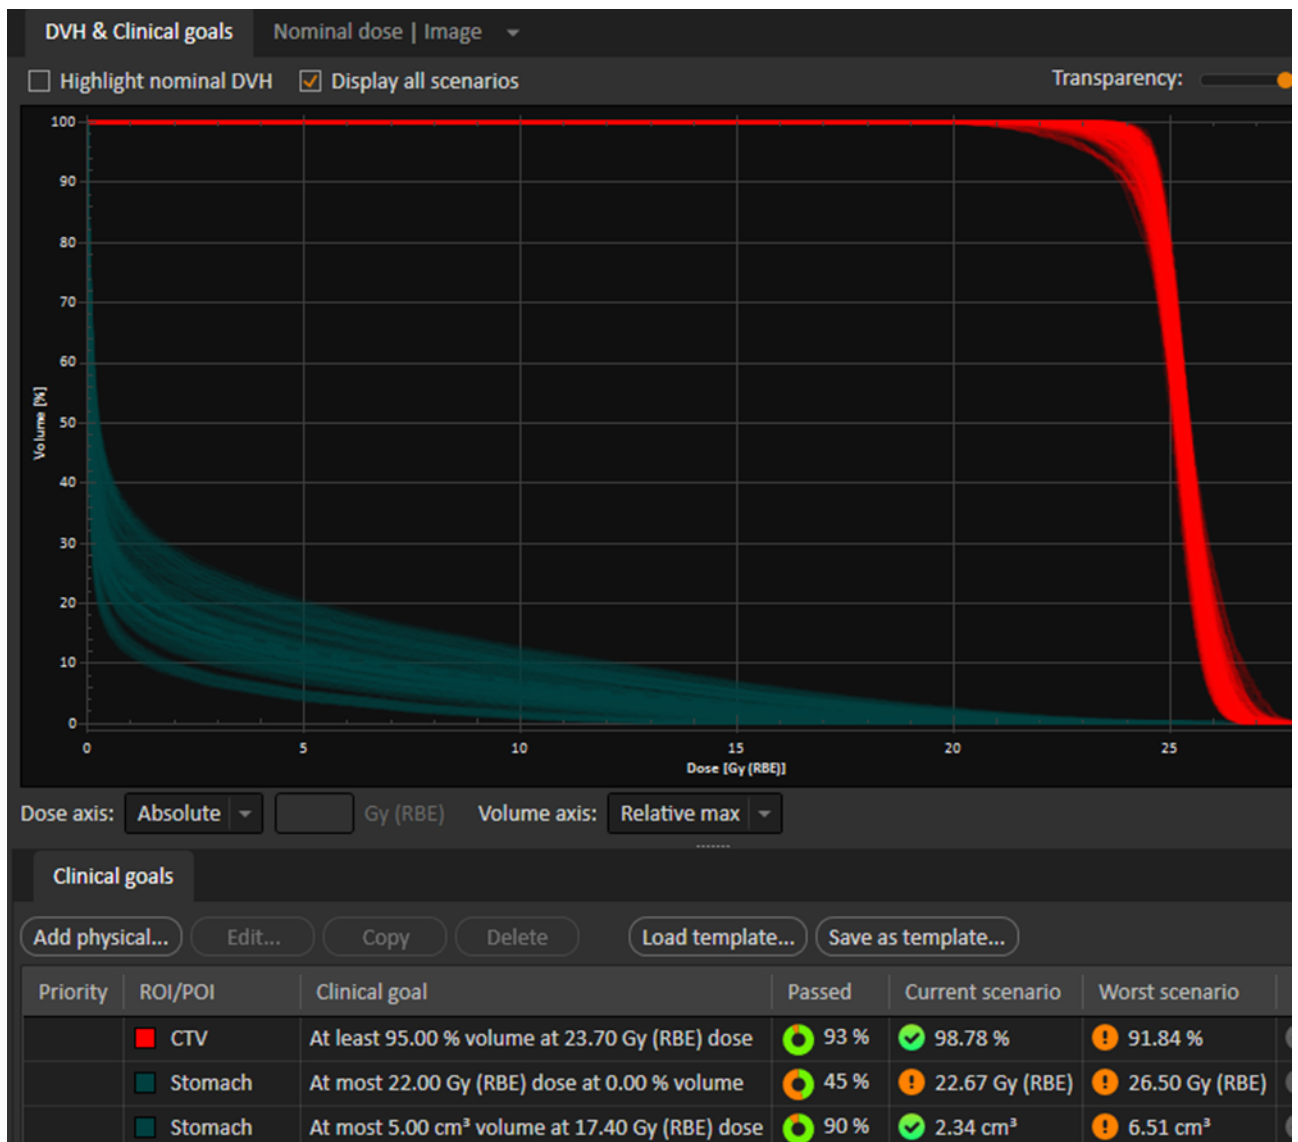 DVH & Clinical goals Nominal dose | Image
Highlight nominal DVH Display all scenarios Transparency:
100
90
80
70
60
50
40
30
20
10
0
Volume [%]
0 5 10 15 20 25
Dose [Gy (RBE)]
Dose axis: Absolute Gy (RBE) Volume axis: Relative max
Clinical goals
Add physical... Edit... Copy Delete Load template... Save as template...
Priority ROI/POI Clinical goal Passed Current scenario Worst scenario
CTV At least 95.00 % volume at 23.70 Gy (RBE) dose 93 % 98.78 % 91.84 %
Stomach At most 22.00 Gy (RBE) dose at 0.00 % volume 45 % 22.67 Gy (RBE) 26.50 Gy (RBE)
Stomach At most 5.00 cm³ volume at 17.40 Gy (RBE) dose 90 % 2.34 cm³ 6.51 cm³